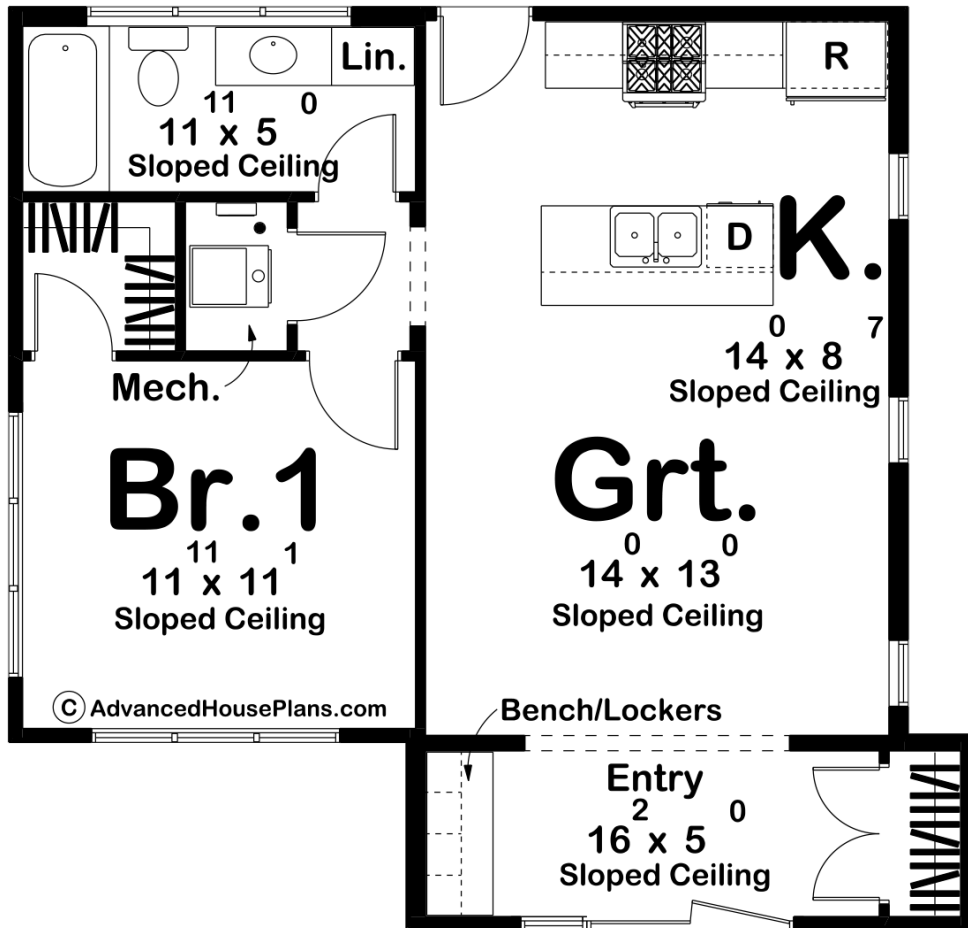 Lin.
R
11 0
11 x 5
Sloped Ceiling
D
K.
0 7
14 x 8
Sloped Ceiling
Mech.
Br.1
11 1
11 x 11
Sloped Ceiling
Grt.
0 0
14 x 13
Sloped Ceiling
C AdvancedHousePlans.com
Bench/Lockers
Entry
2 0
16 x 5
Sloped Ceiling